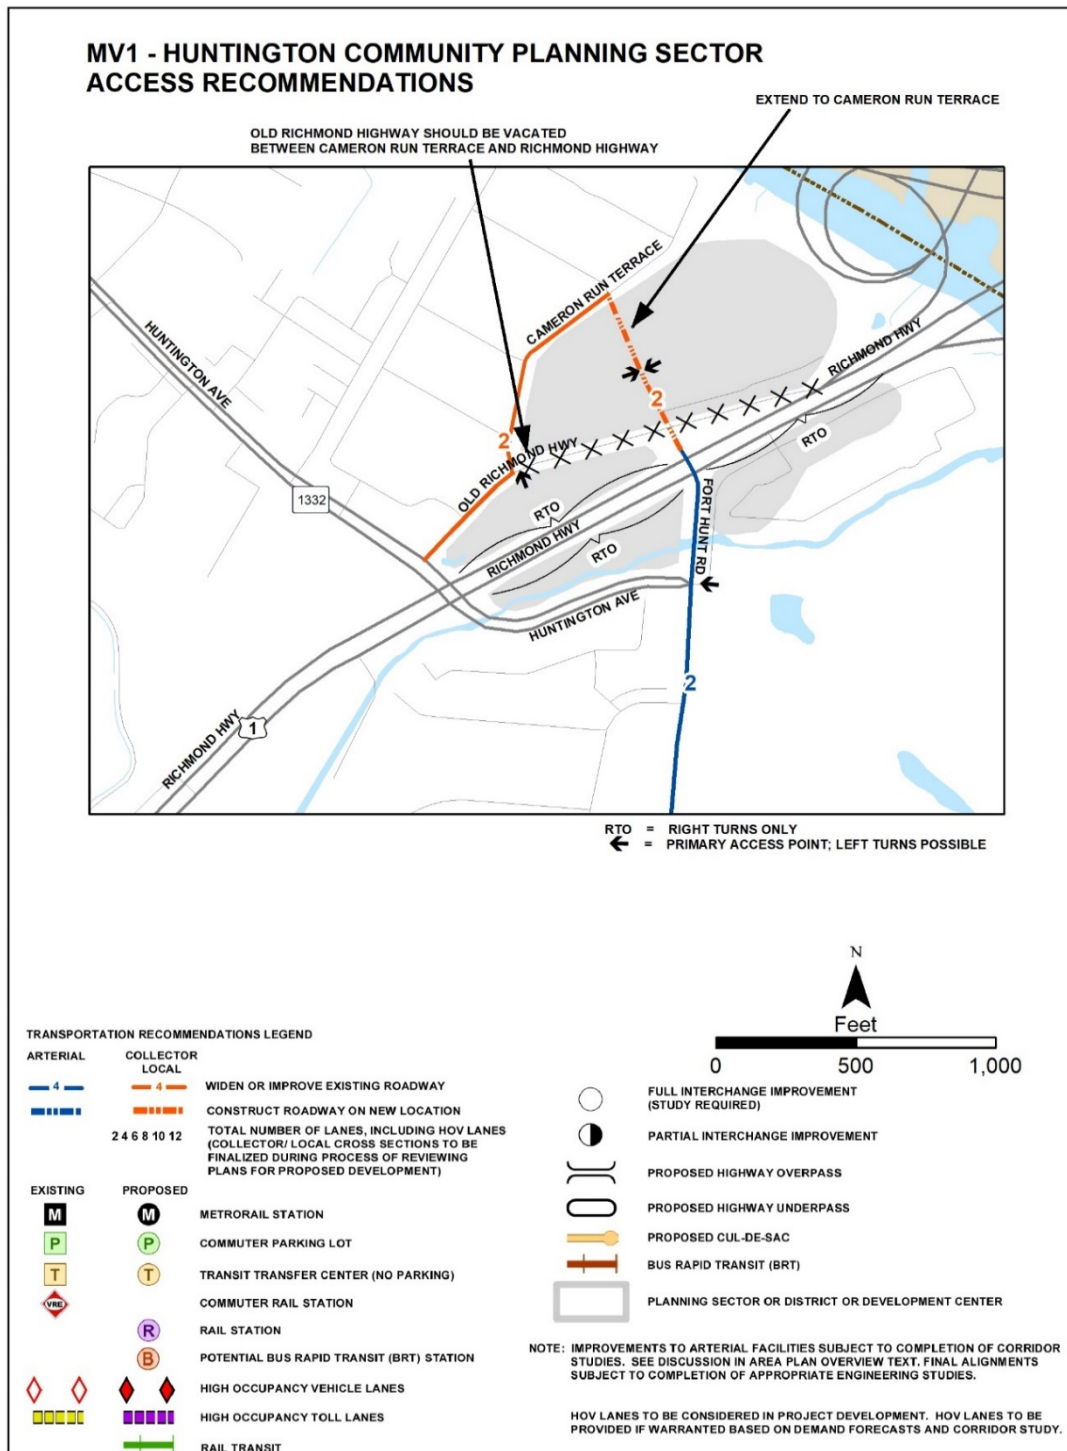 MV1 - HUNTINGTON COMMUNITY PLANNING SECTOR
ACCESS RECOMMENDATIONS
EXTEND TO CAMERON RUN TERRACE
OLD RICHMOND HIGHWAY SHOULD BE VACATED
BETWEEN CAMERON RUN TERRACE AND RICHMOND HIGHWAY
CAMERON RUN TERRACE
HUNTINGTON AVE
RICHMOND HWY
2
2
OLD RICHMOND HWY
RTO
1332
RTO
FORT HUNT RD
RICHMOND HWY
RTO
HUNTINGTON AVE
2
RICHMOND HWY
1
RTO = RIGHT TURNS ONLY
= PRIMARY ACCESS POINT; LEFT TURNS POSSIBLE
N
Feet
0 500 1,000
TRANSPORTATION RECOMMENDATIONS LEGEND
ARTERIAL COLLECTOR
LOCAL
4 4 WIDEN OR IMPROVE EXISTING ROADWAY
CONSTRUCT ROADWAY ON NEW LOCATION
2 4 6 8 10 12 TOTAL NUMBER OF LANES, INCLUDING HOV LANES
(COLLECTOR/ LOCAL CROSS SECTIONS TO BE
FINALIZED DURING PROCESS OF REVIEWING
PLANS FOR PROPOSED DEVELOPMENT)
EXISTING PROPOSED
M M METRORAIL STATION
P P COMMUTER PARKING LOT
T T TRANSIT TRANSFER CENTER (NO PARKING)
VRE COMMUTER RAIL STATION
R RAIL STATION
B POTENTIAL BUS RAPID TRANSIT (BRT) STATION
HIGH OCCUPANCY VEHICLE LANES
HIGH OCCUPANCY TOLL LANES
RAIL TRANSIT
FULL INTERCHANGE IMPROVEMENT
(STUDY REQUIRED)
PARTIAL INTERCHANGE IMPROVEMENT
PROPOSED HIGHWAY OVERPASS
PROPOSED HIGHWAY UNDERPASS
PROPOSED CUL-DE-SAC
BUS RAPID TRANSIT (BRT)
PLANNING SECTOR OR DISTRICT OR DEVELOPMENT CENTER
NOTE: IMPROVEMENTS TO ARTERIAL FACILITIES SUBJECT TO COMPLETION OF CORRIDOR
STUDIES. SEE DISCUSSION IN AREA PLAN OVERVIEW TEXT. FINAL ALIGNMENTS
SUBJECT TO COMPLETION OF APPROPRIATE ENGINEERING STUDIES.
HOV LANES TO BE CONSIDERED IN PROJECT DEVELOPMENT. HOV LANES TO BE
PROVIDED IF WARRANTED BASED ON DEMAND FORECASTS AND CORRIDOR STUDY.